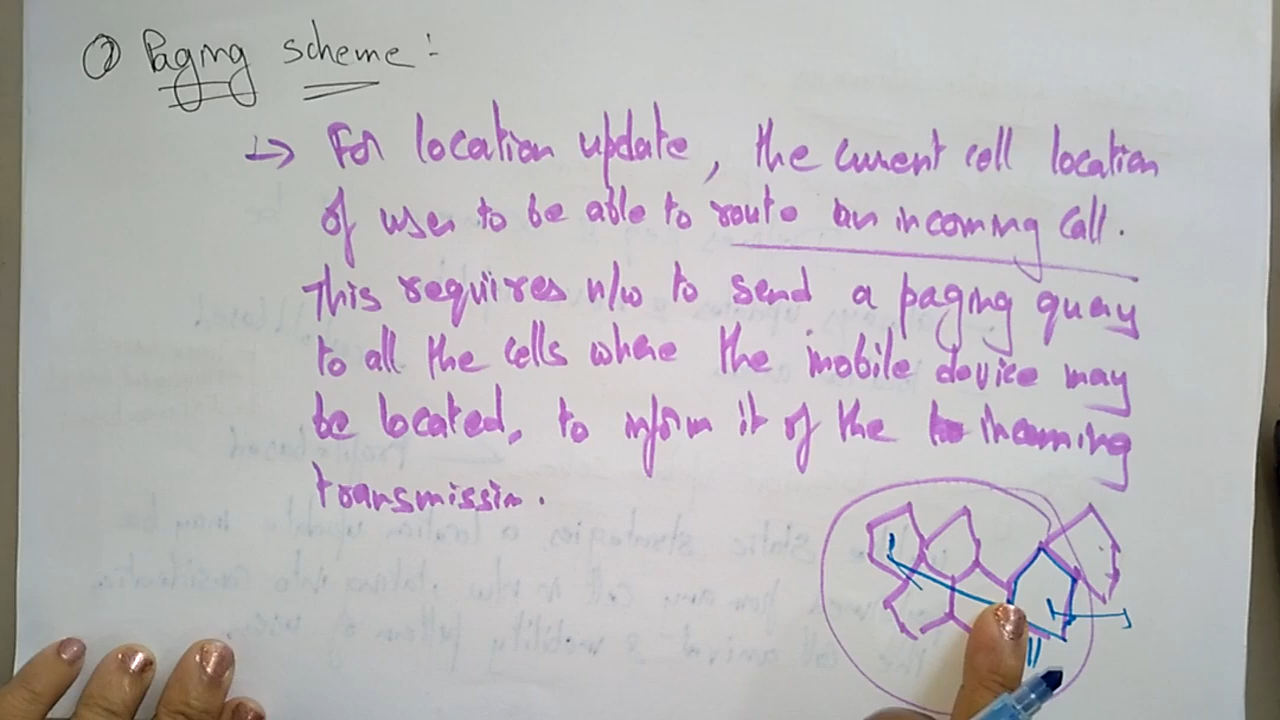 ② Paging scheme :
↳ For location update, the current cell location
of user to be able to route an incoming call.
This requires n/w to send a paging quary
to all the cells where the mobile device may
be located, to inform it of the incoming
transmission.